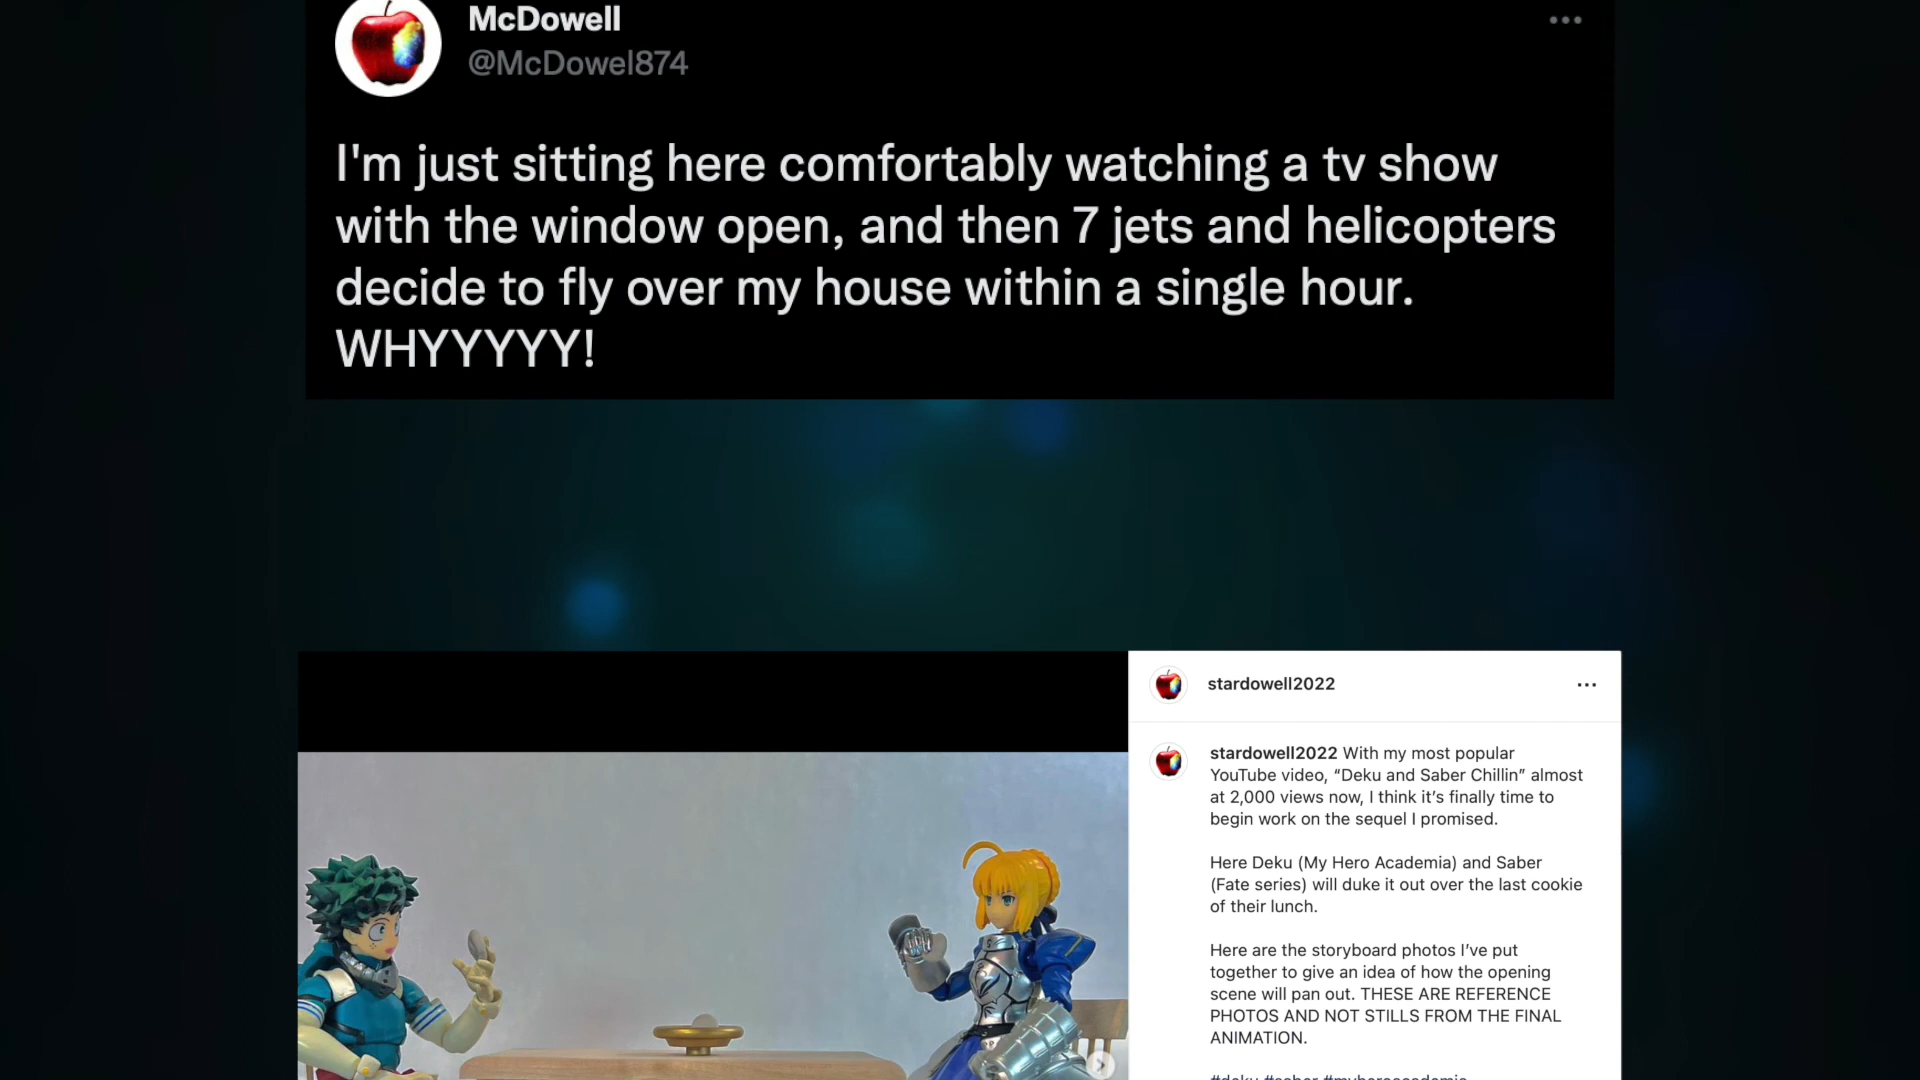 McDowell
@McDowel874
I'm just sitting here comfortably watching a tv show
with the window open, and then 7 jets and helicopters
decide to fly over my house within a single hour.
WHYYYYY!
stardowell2022
stardowell2022 With my most popular
YouTube video, “Deku and Saber Chillin” almost
at 2,000 views now, I think it’s finally time to
begin work on the sequel I promised.
Here Deku (My Hero Academia) and Saber
(Fate series) will duke it out over the last cookie
of their lunch.
Here are the storyboard photos I’ve put
together to give an idea of how the opening
scene will pan out. THESE ARE REFERENCE
PHOTOS AND NOT STILLS FROM THE FINAL
ANIMATION.
#deku #saber #myheroacademia